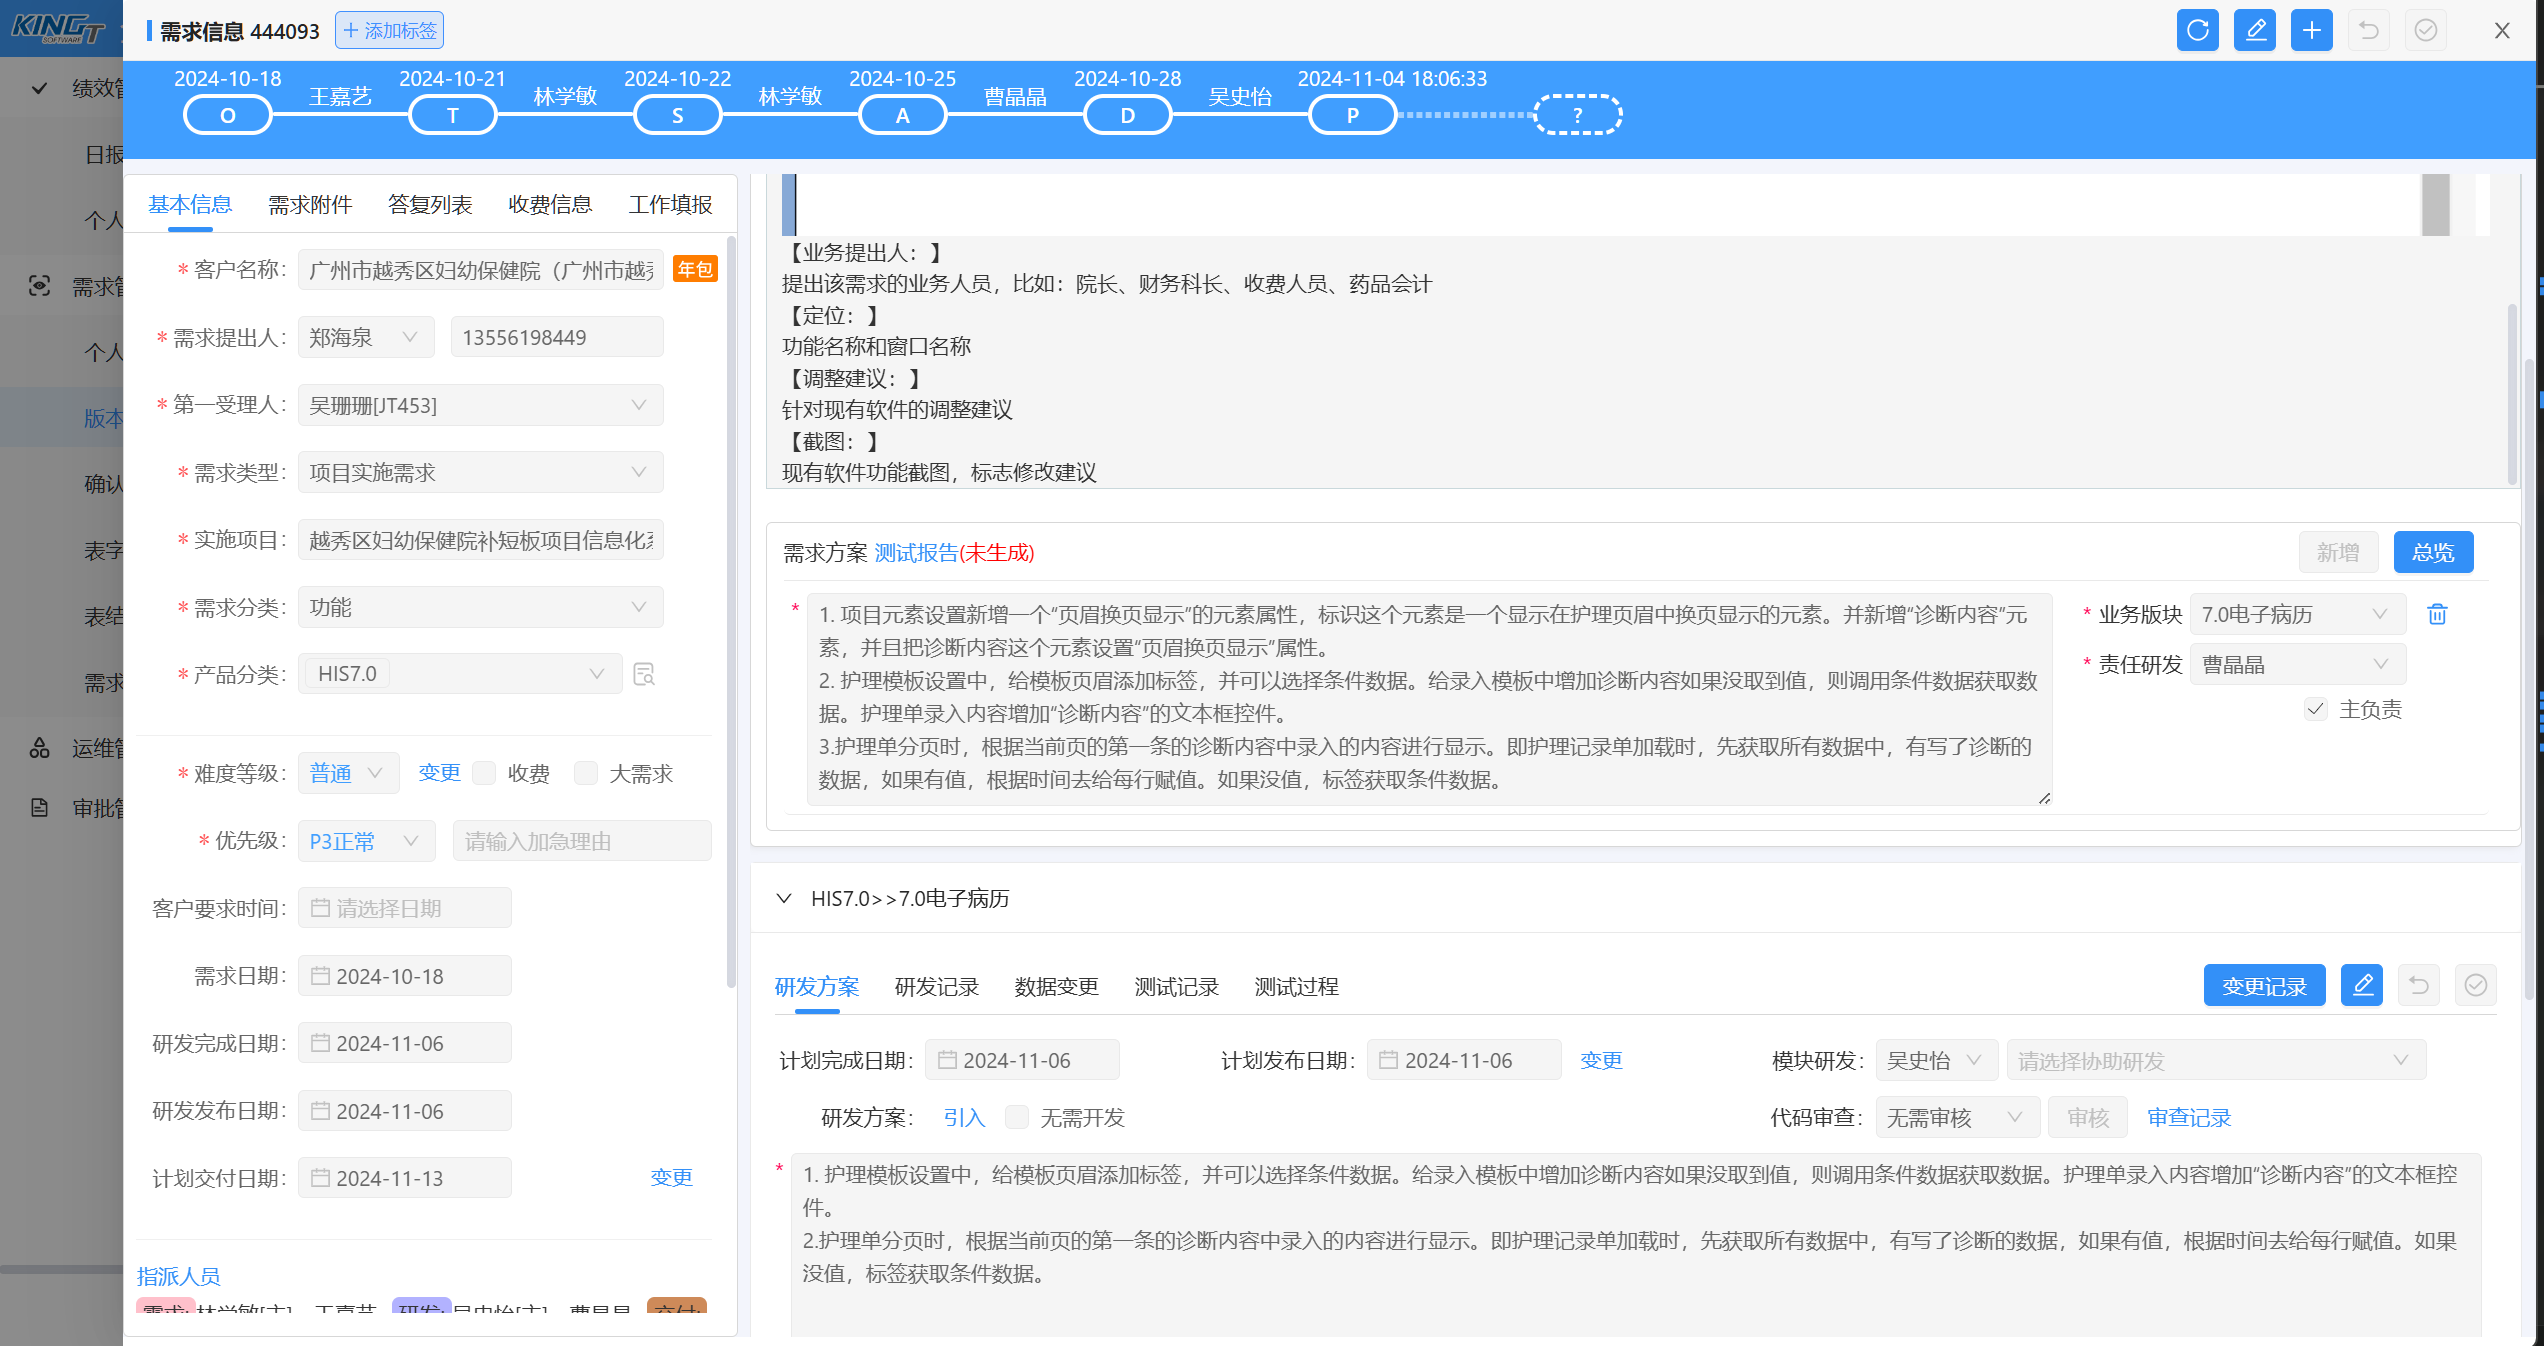 KINGT
SOFTWARE
需求信息 444093
添加标签
2024-10-18
2024-10-21
2024-10-22
2024-10-25
2024-10-28
2024-11-04 18:06:33
王嘉艺
林学敏
林学敏
曹晶晶
吴史怡
O
T
S
A
D
P
?
绩效管
日报
个人
需求管
个人
版本
确认
表字
表结
需求
运维管
审批管
基本信息
需求附件
答复列表
收费信息
工作填报
* 客户名称:
广州市越秀区妇幼保健院（广州市越秀
年包
* 需求提出人:
郑海泉
13556198449
* 第一受理人:
吴珊珊[JT453]
* 需求类型:
项目实施需求
* 实施项目:
越秀区妇幼保健院补短板项目信息化系
* 需求分类:
功能
* 产品分类:
HIS7.0
* 难度等级:
普通
变更
收费
大需求
* 优先级:
P3正常
请输入加急理由
客户要求时间:
请选择日期
需求日期:
2024-10-18
研发完成日期:
2024-11-06
研发发布日期:
2024-11-06
计划交付日期:
2024-11-13
变更
指派人员
需求: 林学敏[主]、王嘉艺
研发: 吴史怡[主]、曹晶晶
交付:
【业务提出人：】
提出该需求的业务人员，比如：院长、财务科长、收费人员、药品会计
【定位：】
功能名称和窗口名称
【调整建议：】
针对现有软件的调整建议
【截图：】
现有软件功能截图，标志修改建议
需求方案 测试报告(未生成)
新增
总览
* 1. 项目元素设置新增一个“页眉换页显示”的元素属性，标识这个元素是一个显示在护理页眉中换页显示的元素。并新增“诊断内容”元
素，并且把诊断内容这个元素设置“页眉换页显示”属性。
2. 护理模板设置中，给模板页眉添加标签，并可以选择条件数据。给录入模板中增加诊断内容如果没取到值，则调用条件数据获取数
据。护理单录入内容增加“诊断内容”的文本框控件。
3.护理单分页时，根据当前页的第一条的诊断内容中录入的内容进行显示。即护理记录单加载时，先获取所有数据中，有写了诊断的
数据，如果有值，根据时间去给每行赋值。如果没值，标签获取条件数据。
* 业务版块
7.0电子病历
* 责任研发
曹晶晶
主负责
HIS7.0>>7.0电子病历
研发方案
研发记录
数据变更
测试记录
测试过程
变更记录
计划完成日期:
2024-11-06
计划发布日期:
2024-11-06
变更
模块研发:
吴史怡
请选择协助研发
研发方案:
引入
无需开发
代码审查:
无需审核
审核
审查记录
* 1. 护理模板设置中，给模板页眉添加标签，并可以选择条件数据。给录入模板中增加诊断内容如果没取到值，则调用条件数据获取数据。护理单录入内容增加“诊断内容”的文本框控
件。
2.护理单分页时，根据当前页的第一条的诊断内容中录入的内容进行显示。即护理记录单加载时，先获取所有数据中，有写了诊断的数据，如果有值，根据时间去给每行赋值。如果
没值，标签获取条件数据。